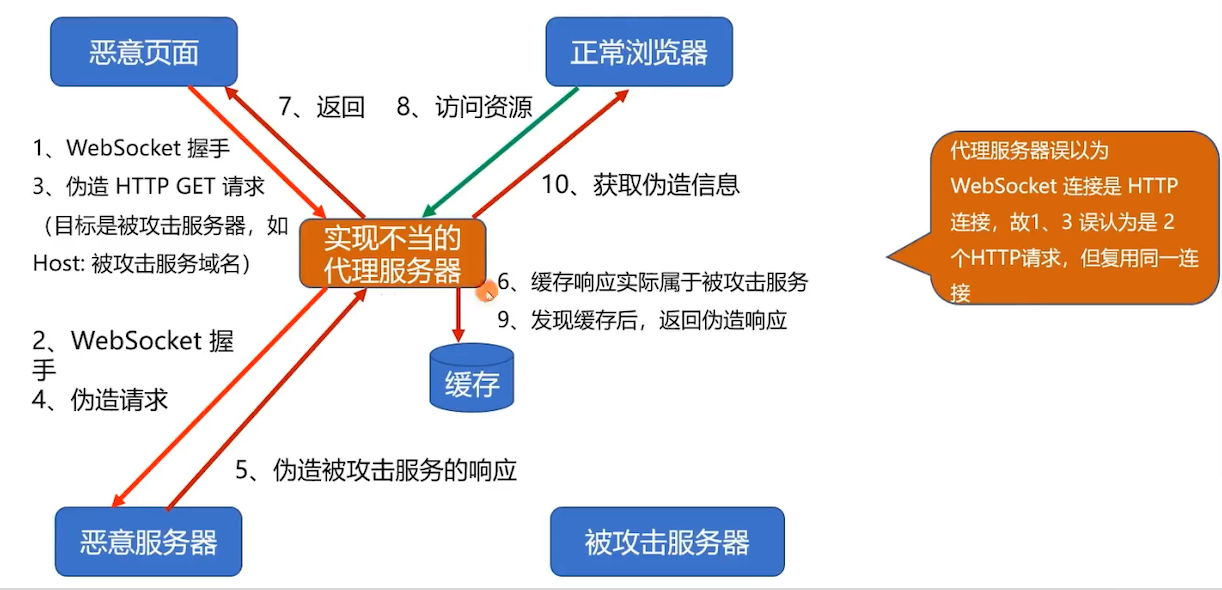 恶意页面
正常浏览器
7、返回
8、访问资源
1、WebSocket 握手
3、伪造 HTTP GET 请求
（目标是被攻击服务器，如
Host: 被攻击服务域名）
10、获取伪造信息
代理服务器误以为
WebSocket 连接是 HTTP
连接，故1、3 误认为是 2
个HTTP请求，但复用同一连
接
实现不当的
代理服务器
6、缓存响应实际属于被攻击服务
9、发现缓存后，返回伪造响应
2、WebSocket 握
手
4、伪造请求
缓存
5、伪造被攻击服务的响应
恶意服务器
被攻击服务器